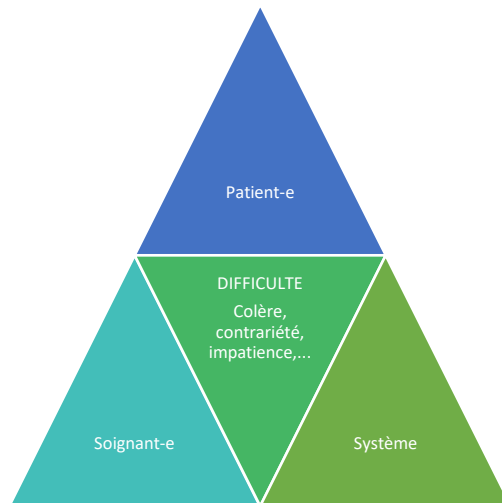 Patient-e
DIFFICULTE
Colère,
contrariété,
impatience,...
Soignant-e
Système